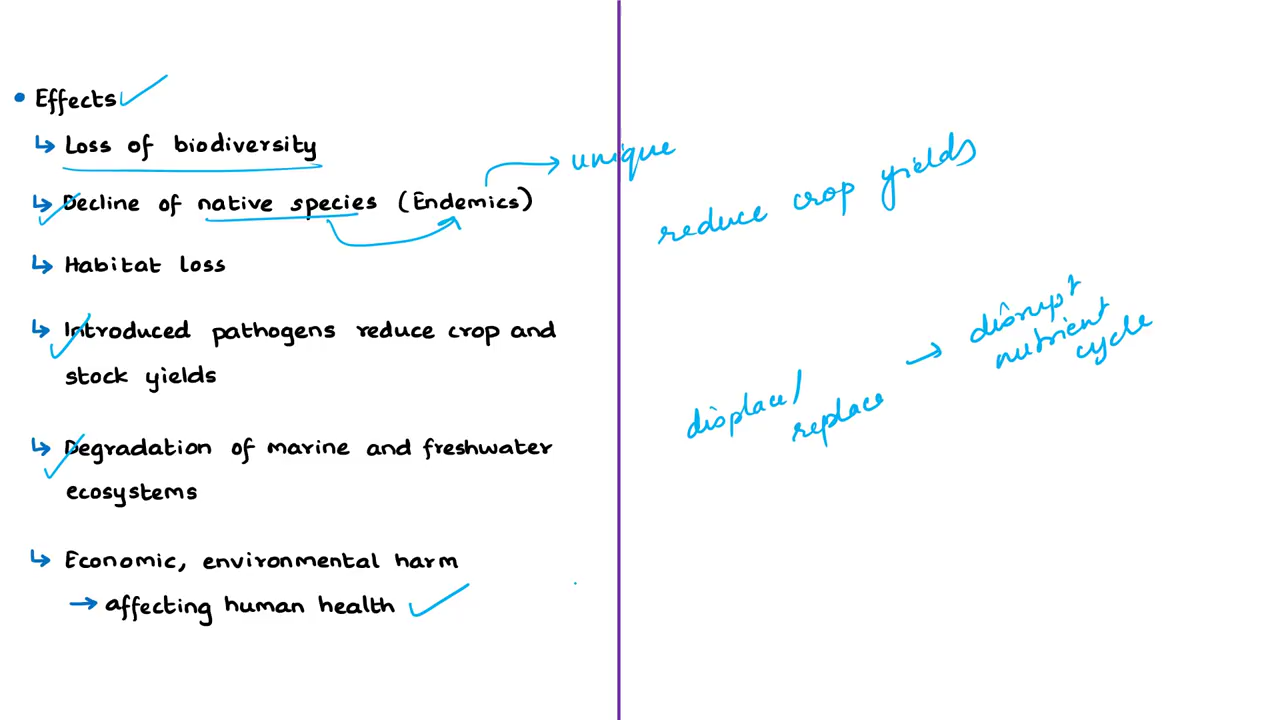 Effects
Loss of biodiversity
Decline of native species (Endemics)
unique
Habitat loss
Introduced pathogens reduce crop and
stock yields
Degradation of marine and freshwater
ecosystems
Economic, environmental harm
→ affecting human health
reduce crop yields
displace/
replace
→ disrupt
nutrient
cycle